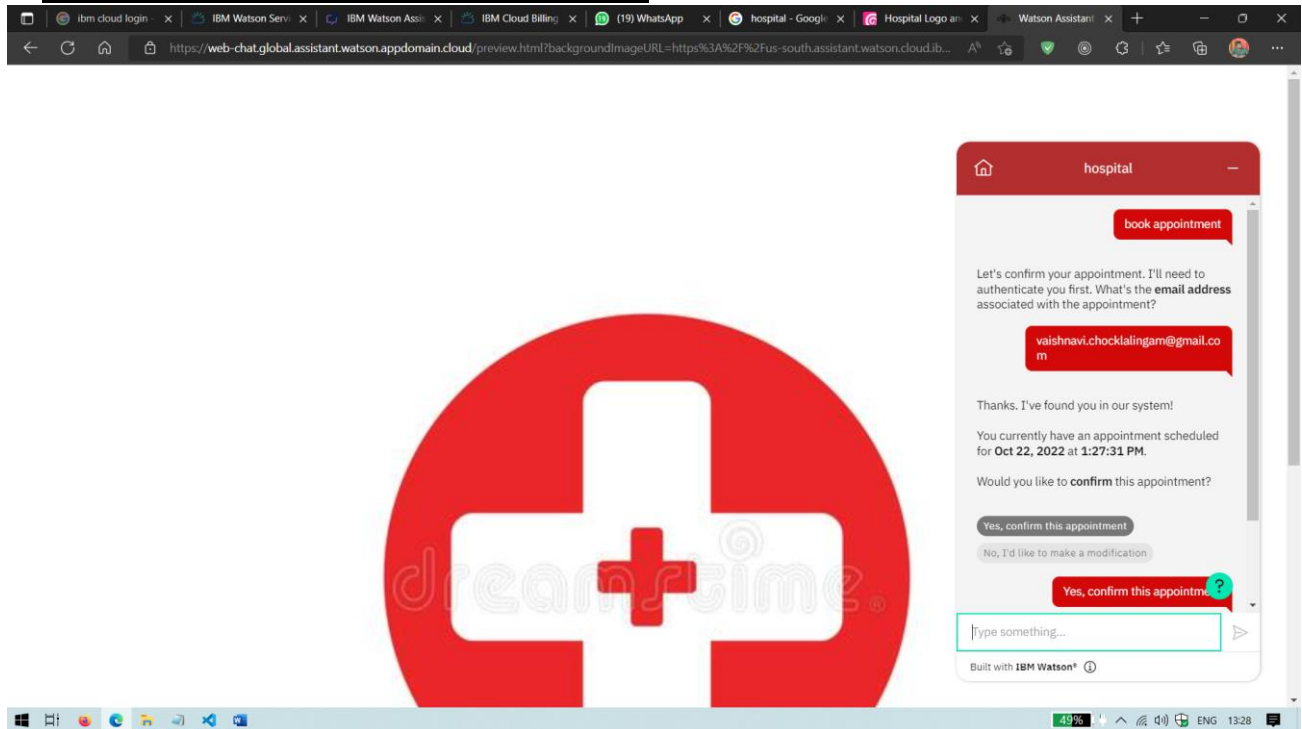 ibm cloud login -
IBM Watson Servi
IBM Watson Assis
IBM Cloud Billing
(19) WhatsApp
hospital - Google
Hospital Logo an
Watson Assistant
https://web-chat.global.assistant.watson.appdomain.cloud/preview.html?backgroundImageURL=https%3A%2F%2Fus-south.assistant.watson.cloud.ib...
hospital
book appointment
Let's confirm your appointment. I'll need to
authenticate you first. What's the email address
associated with the appointment?
vaishnavi.chocklalingam@gmail.co
m
Thanks. I've found you in our system!
You currently have an appointment scheduled
for Oct 22, 2022 at 1:27:31 PM.
Would you like to confirm this appointment?
Yes, confirm this appointment
No, I'd like to make a modification
Yes, confirm this appointme
?
Type something...
Built with IBM Watson®
dreamstime®
49%
ENG
13:28